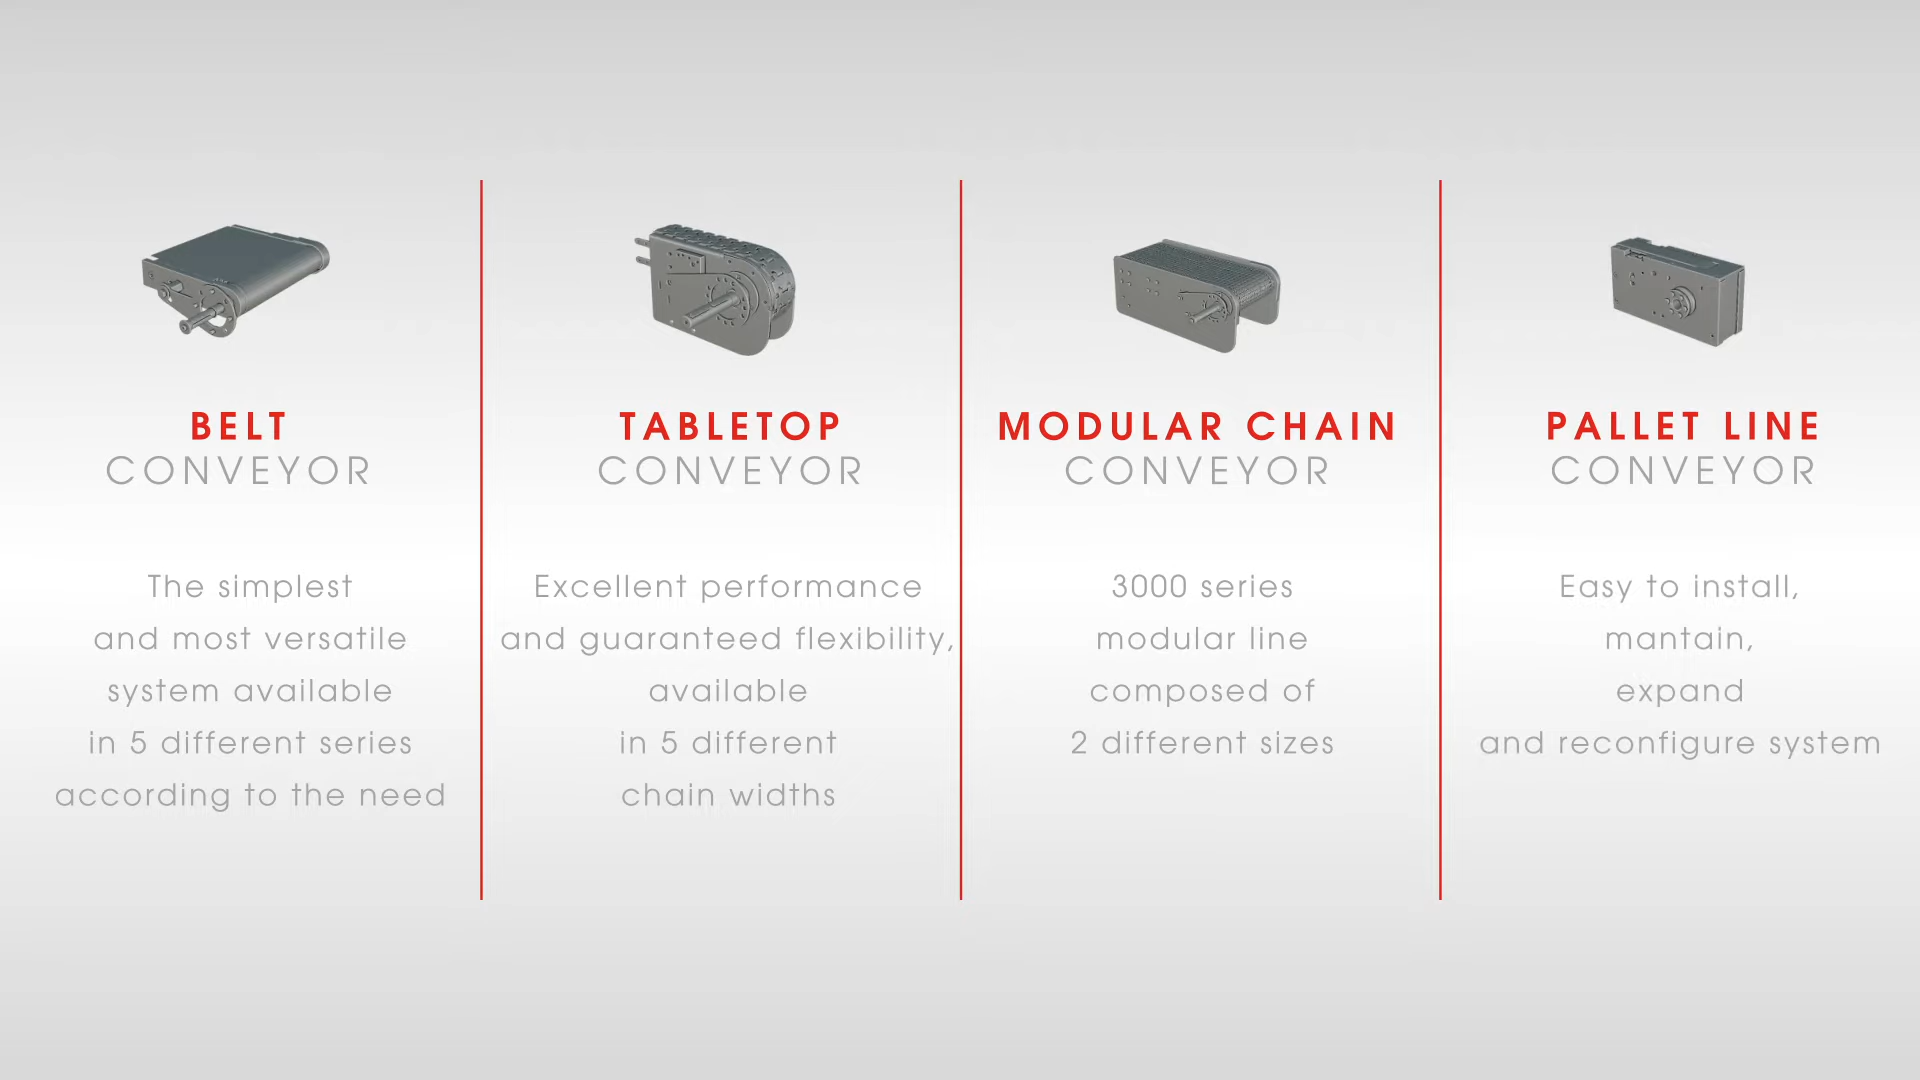 BELT
CONVEYOR
The simplest
and most versatile
system available
in 5 different series
according to the need
TABLETOP
CONVEYOR
Excellent performance
and guaranteed flexibility,
available
in 5 different
chain widths
MODULAR CHAIN
CONVEYOR
3000 series
modular line
composed of
2 different sizes
PALLET LINE
CONVEYOR
Easy to install,
mantain,
expand
and reconfigure system